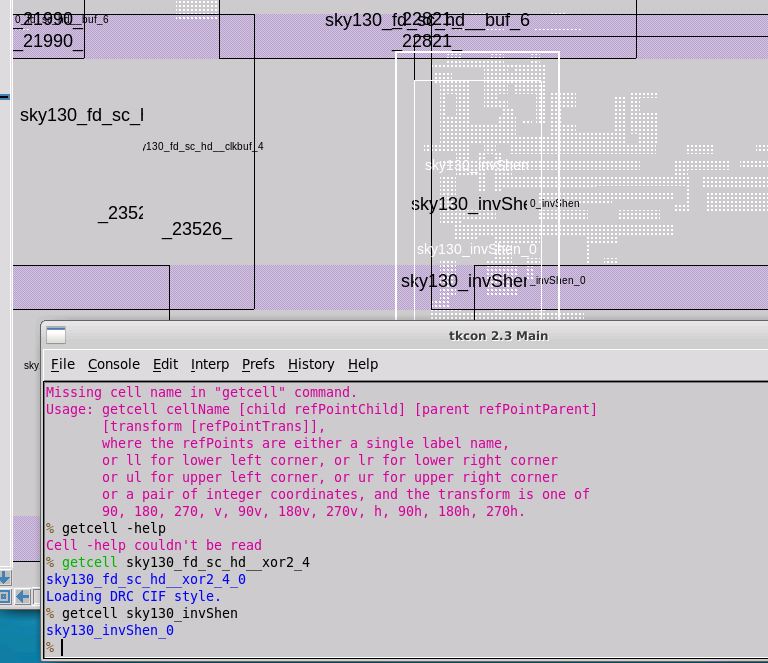 _21990_
0_fd_sc_hd__buf_6
_21990_
sky130_fd_sc_hd__buf_6
_22821_
_22821_
sky130_fd_sc_h
/130_fd_sc_hd__clkbuf_4
_2352
_23526_
sky130_invShen
sky130_invShe
0_invShen
sky130_invShen_0
sky130_invShen
_invShen_0
sky
tkcon 2.3 Main
File Console Edit Interp Prefs History Help
Missing cell name in "getcell" command.
Usage: getcell cellName [child refPointChild] [parent refPointParent]
[transform [refPointTrans]],
where the refPoints are either a single label name,
or ll for lower left corner, or lr for lower right corner
or ul for upper left corner, or ur for upper right corner
or a pair of integer coordinates, and the transform is one of
90, 180, 270, v, 90v, 180v, 270v, h, 90h, 180h, 270h.
% getcell -help
Cell -help couldn't be read
% getcell sky130_fd_sc_hd__xor2_4
sky130_fd_sc_hd__xor2_4_0
Loading DRC CIF style.
% getcell sky130_invShen
sky130_invShen_0
%